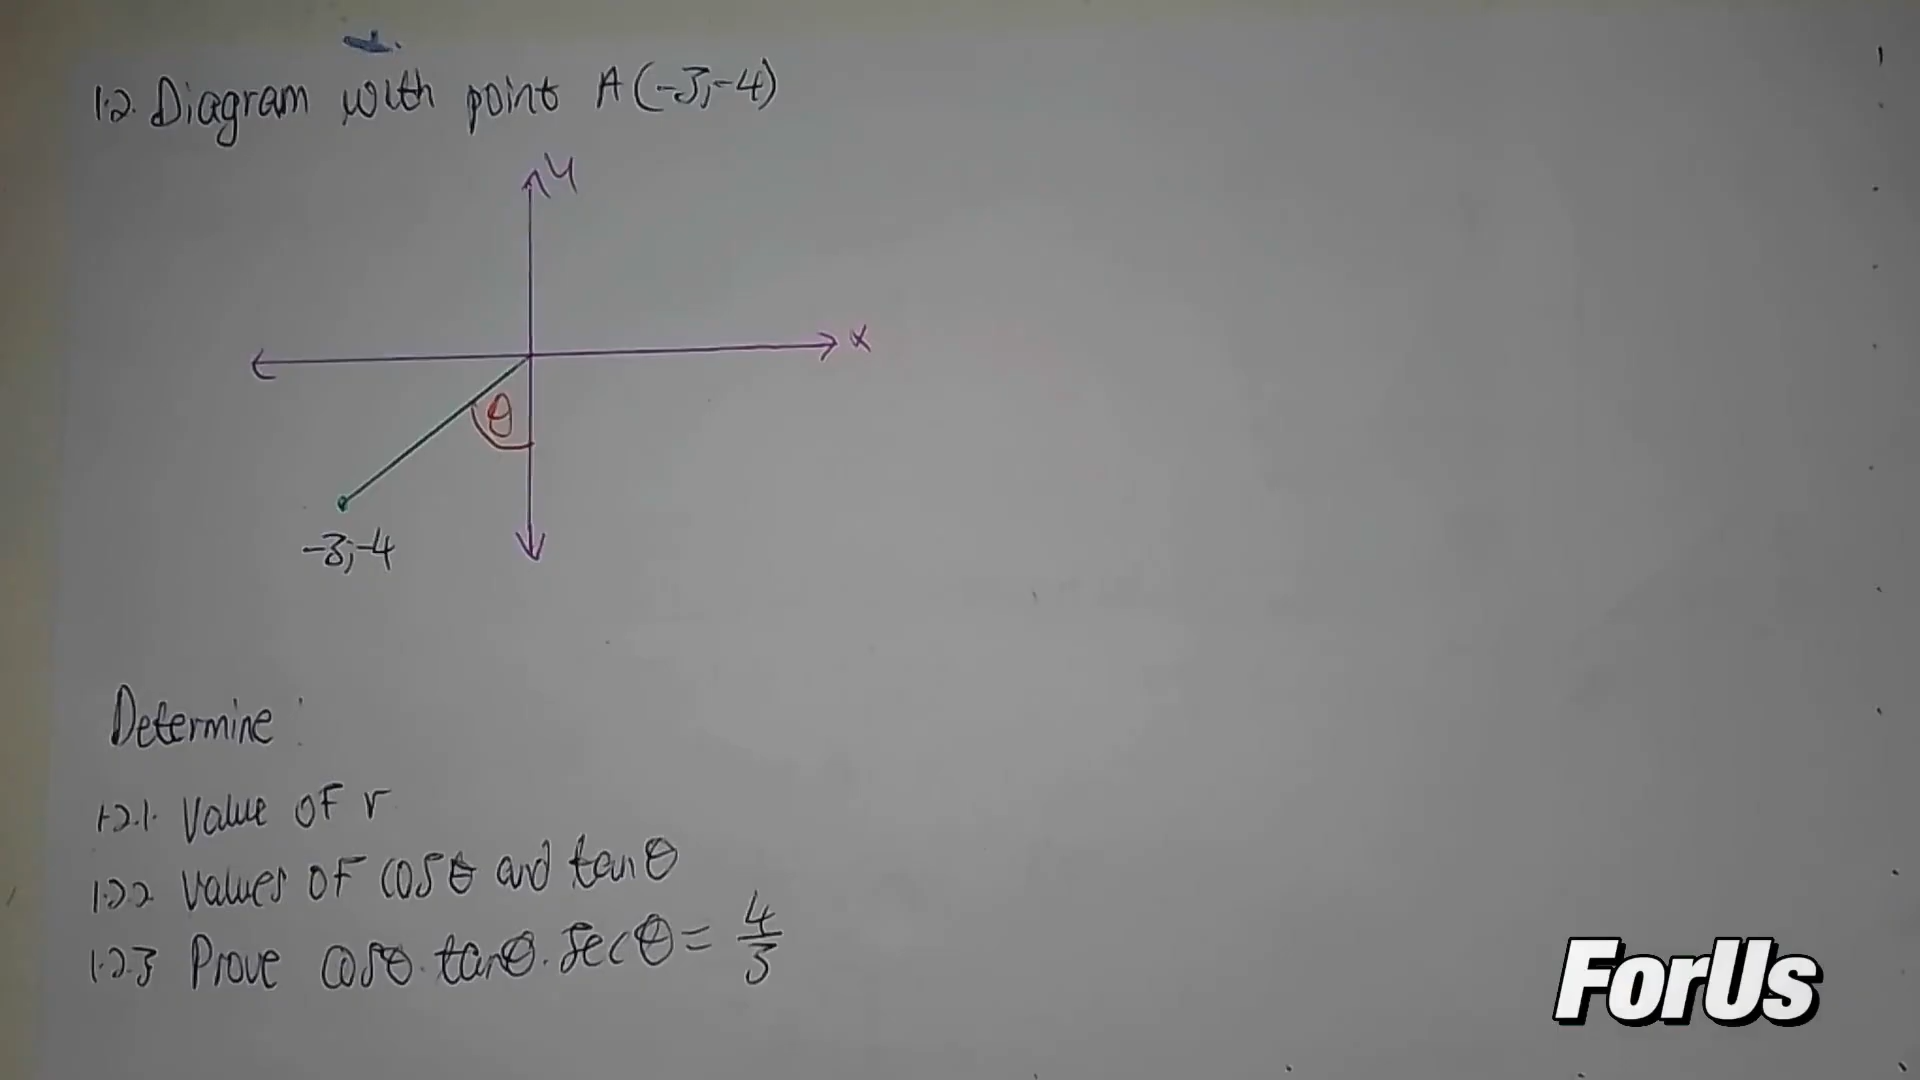 1.2. Diagram with point A(-3;-4)
y
x
θ
-3;-4
Determine:
1.2.1. Value of r
1.2.2 Values of cosθ and tanθ
1.2.3 Prove cosθ.tanθ.secθ= 4/3
ForUs